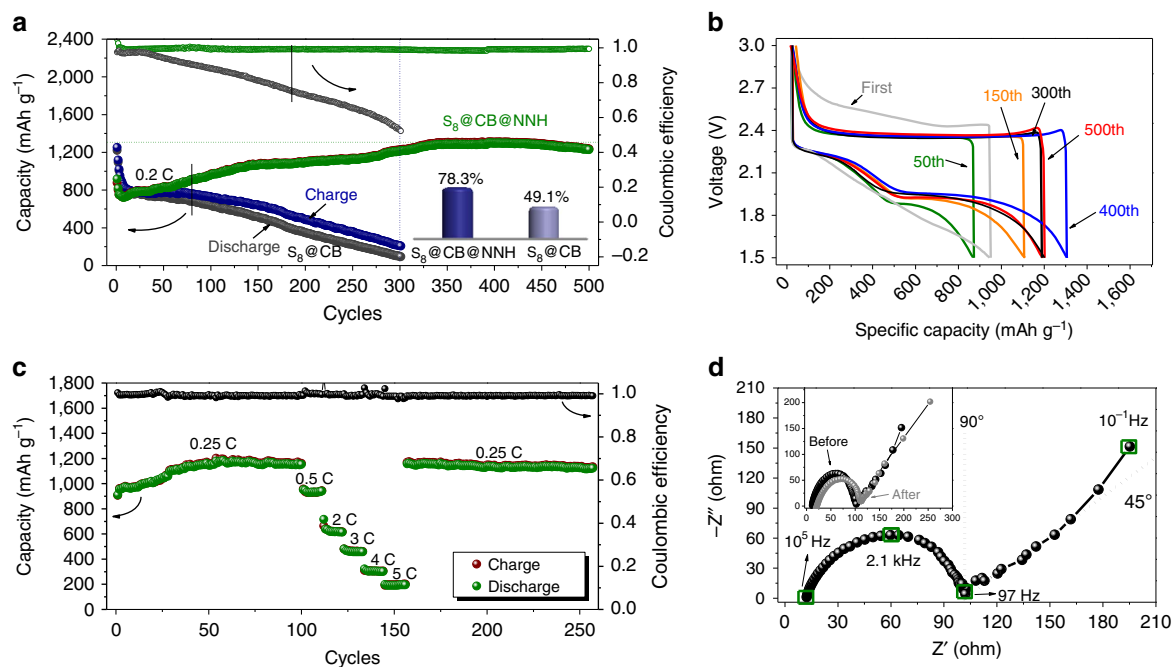 a
2,400
2,000
1,600
1,200
800
400
0
Capacity (mAh g⁻¹)
1.0
0.8
0.6
0.4
0.2
0.0
−0.2
Coulombic efficiency
S₈@CB@NNH
0.2 C
Charge
Discharge
S₈@CB
78.3%
49.1%
S₈@CB@NNH
S₈@CB
0 50 100 150 200 250 300 350 400 450 500
Cycles
b
3.0
2.7
2.4
2.1
1.8
1.5
Voltage (V)
First
150th
300th
500th
50th
400th
0 200 400 600 800 1,000 1,200 1,400 1,600
Specific capacity (mAh g⁻¹)
c
1,800
1,600
1,400
1,200
1,000
800
600
400
200
0
Capacity (mAh g⁻¹)
1.0
0.8
0.6
0.4
0.2
0.0
Coulombic efficiency
0.25 C
0.5 C
2 C
3 C
4 C
5 C
0.25 C
Charge
Discharge
0 50 100 150 200 250
Cycles
d
210
180
150
120
90
60
30
0
−Z″ (ohm)
200
150
100
50
0
Before
After
0 50 100 150 200 250 300
90°
10⁻¹ Hz
45°
10⁵ Hz
2.1 kHz
97 Hz
0 30 60 90 120 150 180 210
Z′ (ohm)